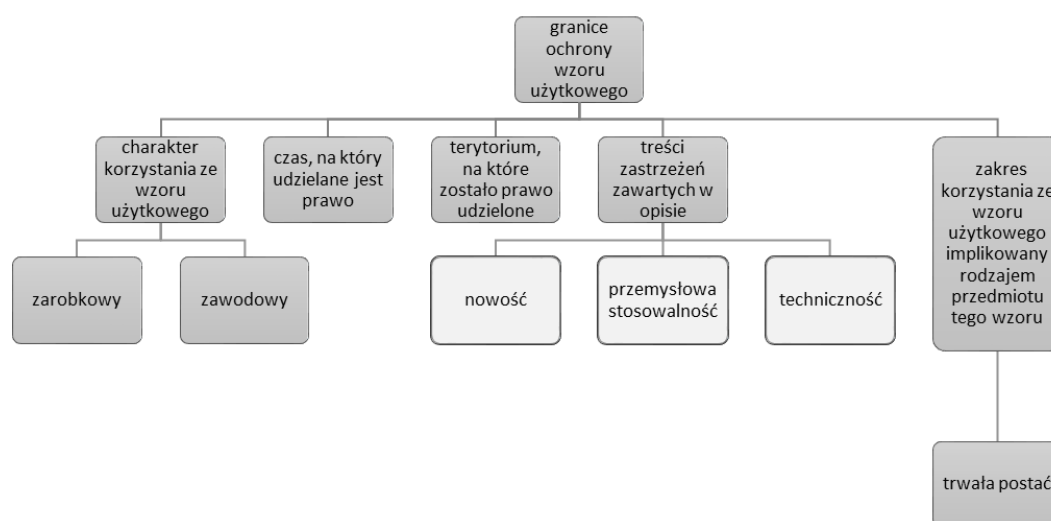 granice
ochrony
wzoru
użytkowego
charakter
korzystania ze
wzoru
użytkowego
czas, na który
udzielane jest
prawo
terytorium,
na które
zostało prawo
udzielone
treści
zastrzeżeń
zawartych w
opisie
zakres
korzystania ze
wzoru
użytkowego
implikowany
rodzajem
przedmiotu
tego wzoru
zarobkowy
zawodowy
nowość
przemysłowa
stosowalność
techniczność
trwała postać